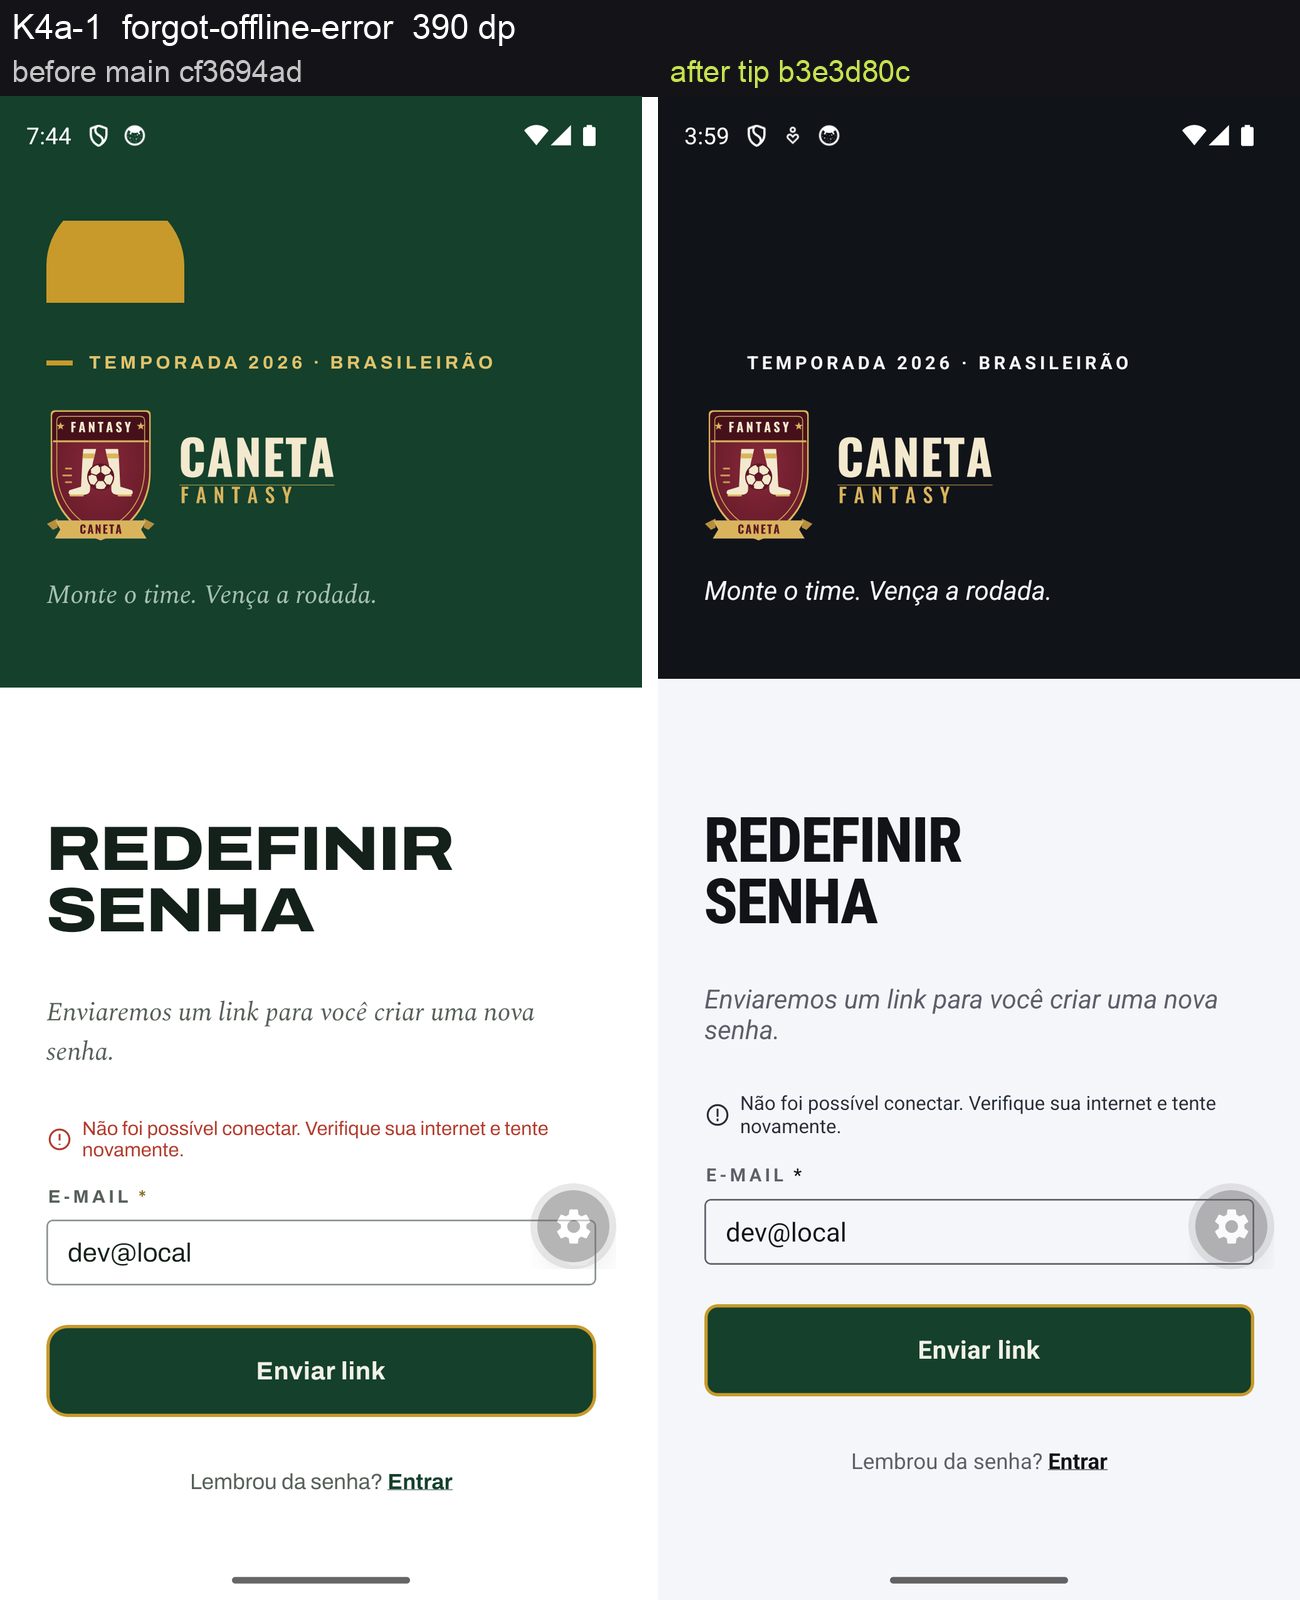 K4a-1 forgot-offline-error 390 dp
before main cf3694ad
after tip b3e3d80c
7:44
TEMPORADA 2026 · BRASILEIRÃO
★ FANTASY ★
CANETA
CANETA
FANTASY
Monte o time. Vença a rodada.
REDEFINIR
SENHA
Enviaremos um link para você criar uma nova
senha.
Não foi possível conectar. Verifique sua internet e tente
novamente.
E-MAIL *
dev@local
Enviar link
Lembrou da senha? Entrar
3:59
TEMPORADA 2026 · BRASILEIRÃO
★ FANTASY ★
CANETA
CANETA
FANTASY
Monte o time. Vença a rodada.
REDEFINIR
SENHA
Enviaremos um link para você criar uma nova
senha.
Não foi possível conectar. Verifique sua internet e tente
novamente.
E-MAIL *
dev@local
Enviar link
Lembrou da senha? Entrar